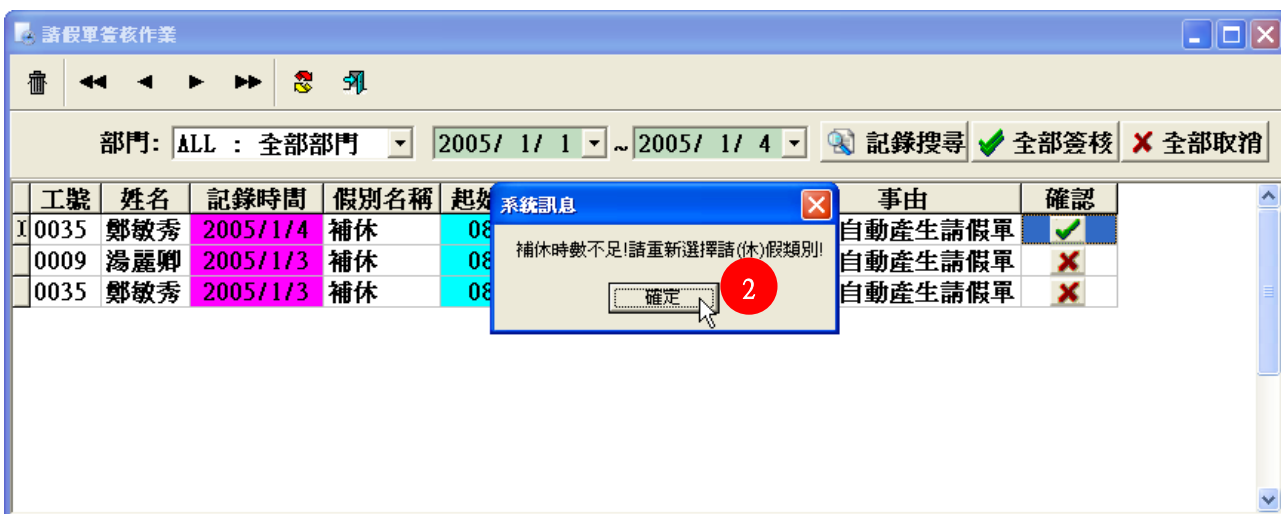 請假單簽核作業
部門: ALL : 全部部門 2005/ 1/ 1 ~ 2005/ 1/ 4 記錄搜尋 全部簽核 全部取消
工號 姓名 記錄時間 假別名稱 起始 事由 確認
0035 鄭敏秀 2005/1/4 補休 08 自動產生請假單
0009 湯麗卿 2005/1/3 補休 08 自動產生請假單
0035 鄭敏秀 2005/1/3 補休 08 自動產生請假單
系統訊息
補休時數不足!請重新選擇請(休)假類別!
確定 2